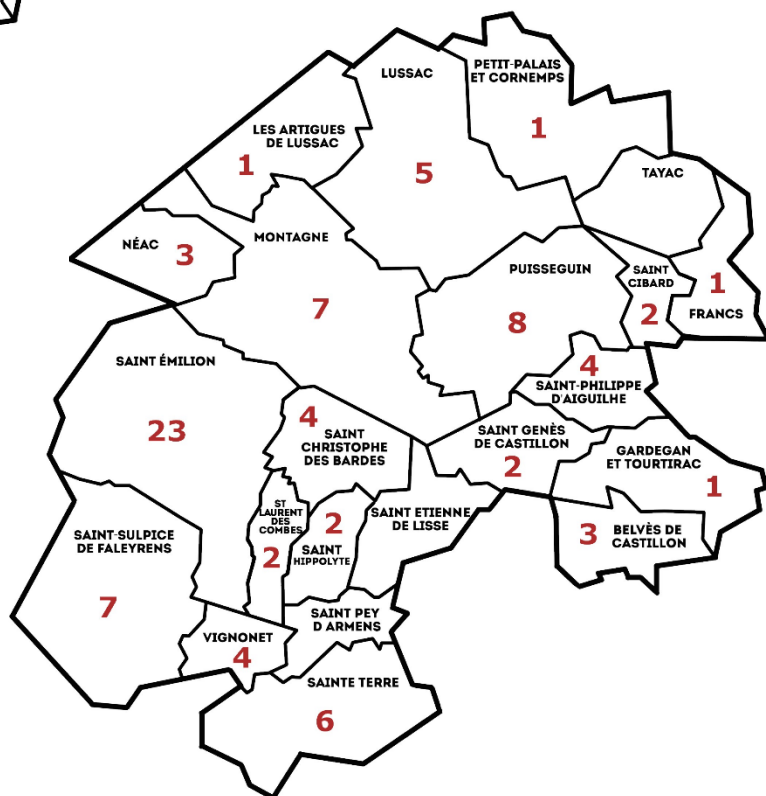 LUSSAC
5
PETIT-PALAIS
ET CORNEMPS
1
LES ARTIGUES
DE LUSSAC
1
TAYAC
NÉAC
3
MONTAGNE
7
PUISSEGUIN
8
SAINT
CIBARD
2
1
FRANCS
SAINT ÉMILION
23
4
SAINT-PHILIPPE
D'AIGUILHE
4
SAINT
CHRISTOPHE
DES BARDES
SAINT GENÈS
DE CASTILLON
2
GARDEGAN
ET TOURTIRAC
1
ST
LAURENT
DES
COMBES
2
2
SAINT
HIPPOLYTE
SAINT ETIENNE
DE LISSE
3
BELVÈS DE
CASTILLON
SAINT-SULPICE
DE FALEYRENS
7
VIGNONET
4
SAINT PEY
D ARMENS
SAINTE TERRE
6